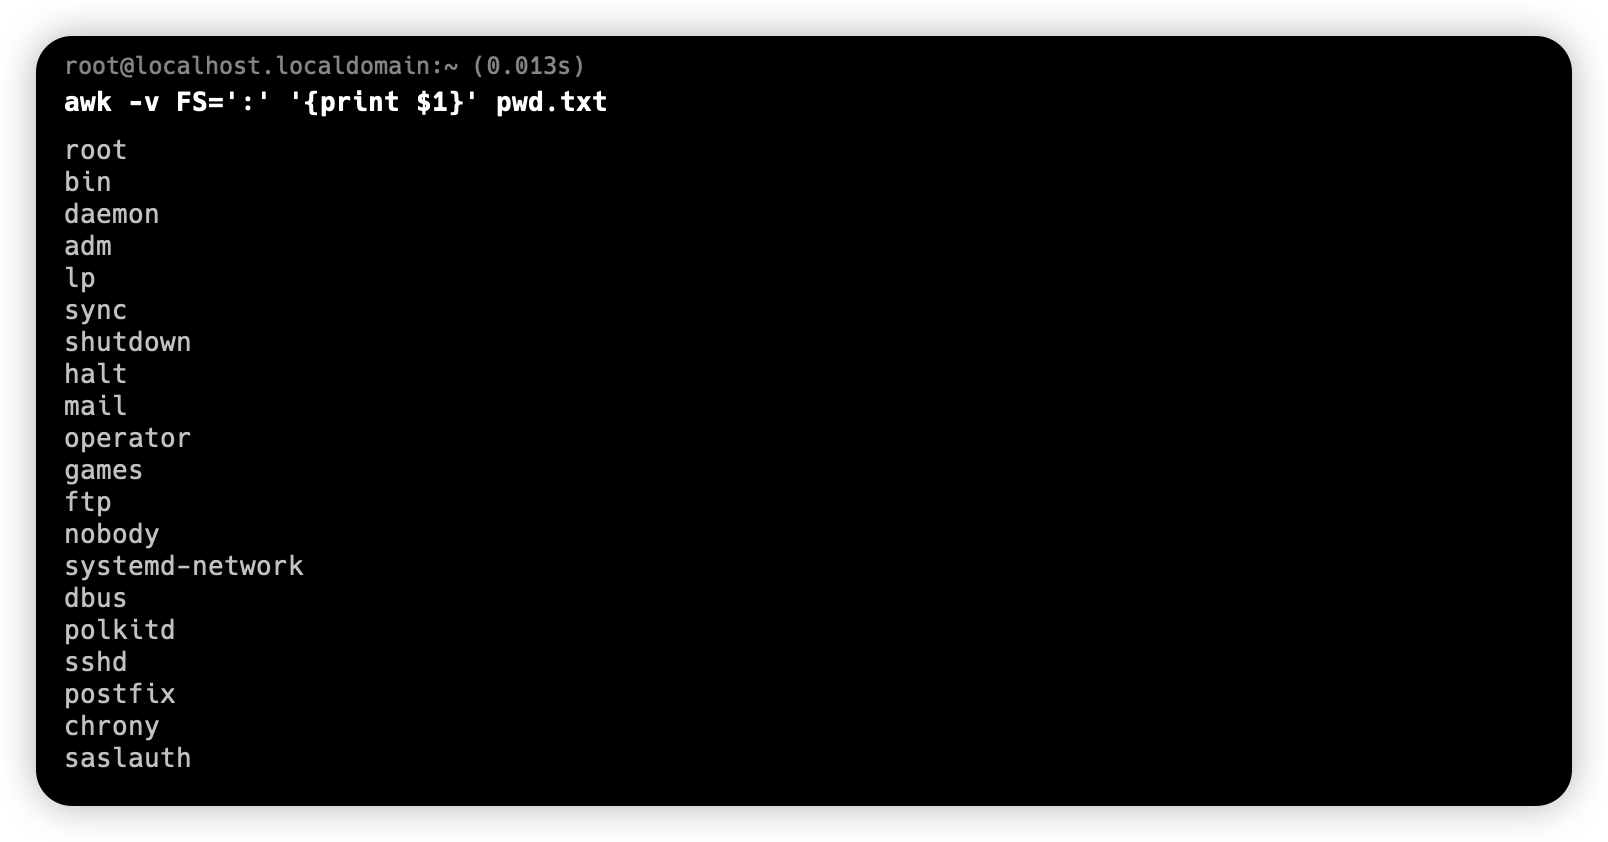 root@localhost.localdomain:~ (0.013s)
awk -v FS=':' '{print $1}' pwd.txt
root
bin
daemon
adm
lp
sync
shutdown
halt
mail
operator
games
ftp
nobody
systemd-network
dbus
polkitd
sshd
postfix
chrony
saslauth